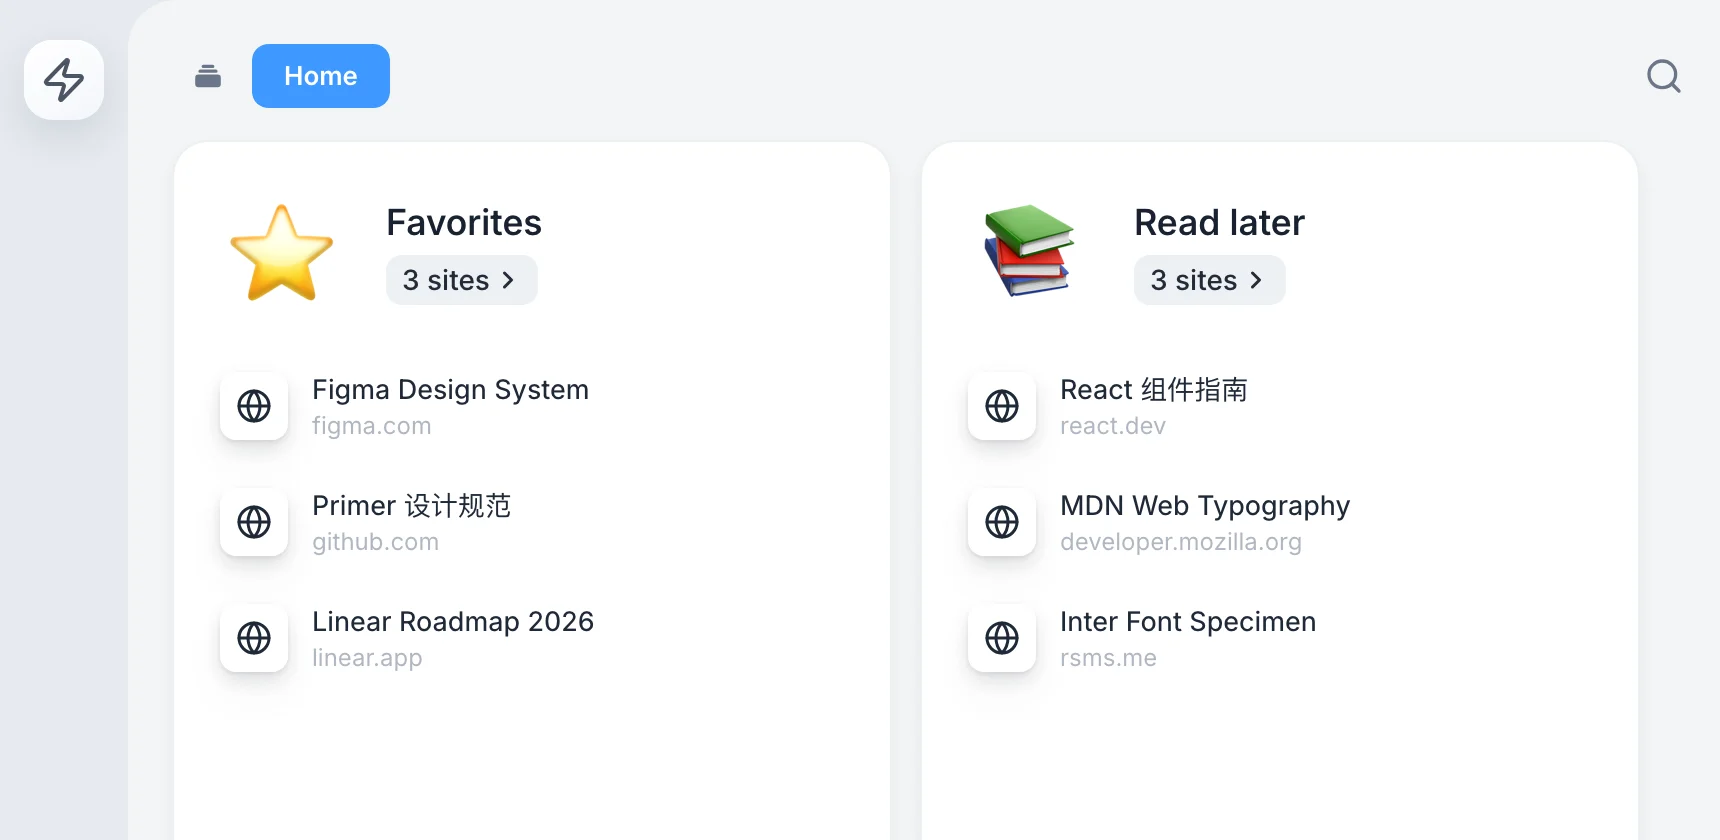 Home
Favorites
3 sites
Figma Design System
figma.com
Primer 设计规范
github.com
Linear Roadmap 2026
linear.app
Read later
3 sites
React 组件指南
react.dev
MDN Web Typography
developer.mozilla.org
Inter Font Specimen
rsms.me